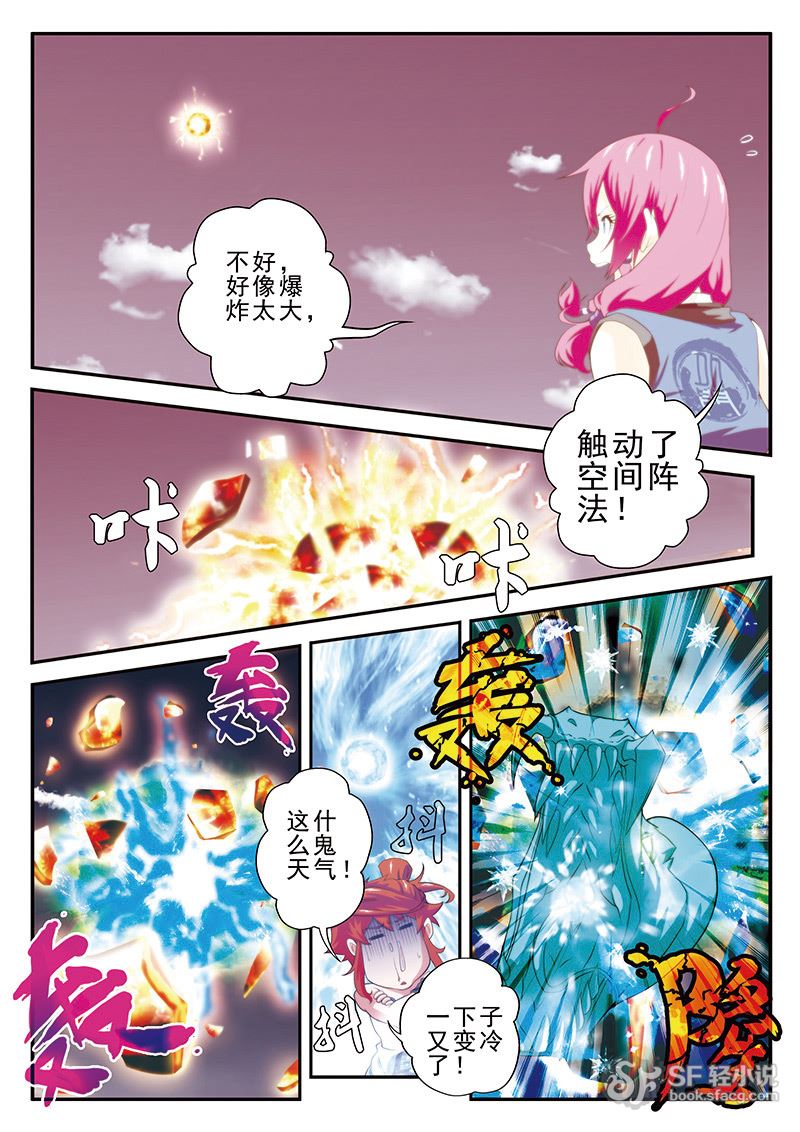 不好，
好像爆
炸太大，
触动了
空间阵
法！
咔
咔
轰
轰
轰
隆
什鬼气！
这么天
抖
抖
子冷
下变！
一又了
SF 轻小说
book.sfacg.com